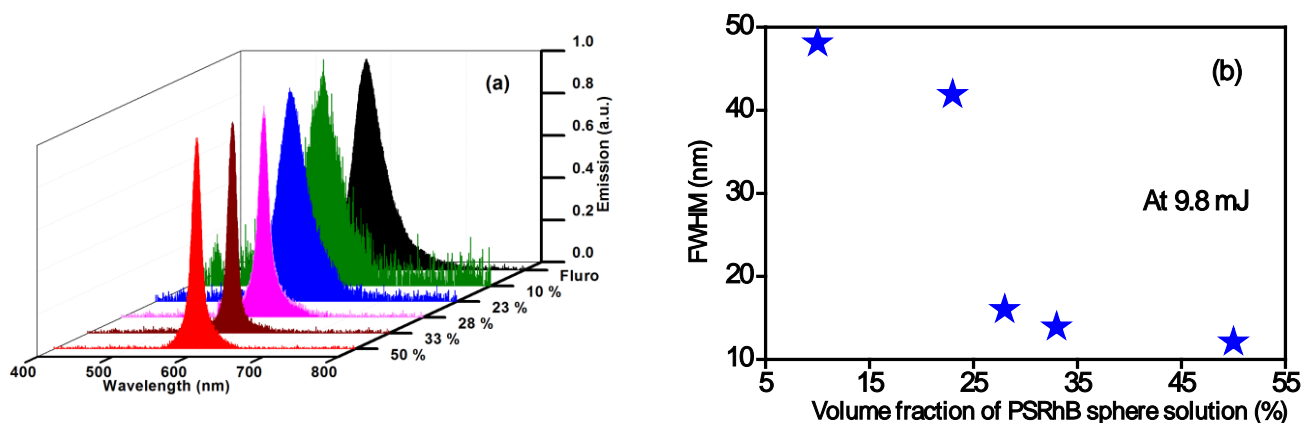 (a)
1.0
0.8
0.6
0.4
0.2
0.0
Emission (a.u.)
Fluro
10 %
23 %
28 %
33 %
50 %
400
500
600
700
800
Wavelength (nm)
(b)
50
40
30
20
10
FWHM (nm)
At 9.8 mJ
5 15 25 35 45 55
Volume fraction of PSRhB sphere solution (%)